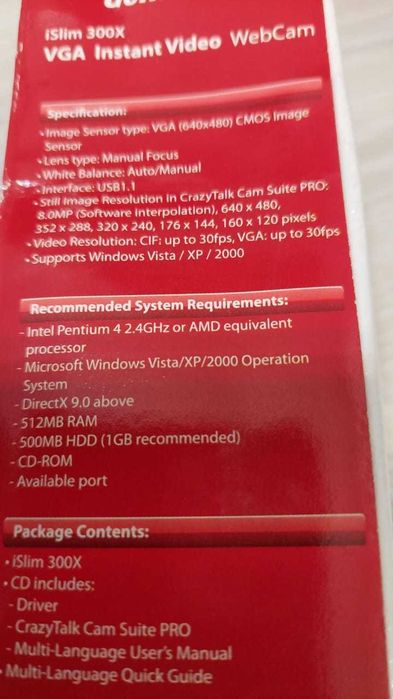 iSlim 300X
VGA Instant Video WebCam
Specification:
• Image Sensor type: VGA (640x480) CMOS Image
Sensor
• Lens type: Manual Focus
• White Balance: Auto/Manual
• Interface: USB1.1
• Still Image Resolution in CrazyTalk Cam Suite PRO:
8.0MP (Software Interpolation), 640 x 480,
352 x 288, 320 x 240, 176 x 144, 160 x 120 pixels
• Video Resolution: CIF: up to 30fps, VGA: up to 30fps
• Supports Windows Vista / XP / 2000
Recommended System Requirements:
- Intel Pentium 4 2.4GHz or AMD equivalent
processor
- Microsoft Windows Vista/XP/2000 Operation
System
- DirectX 9.0 above
- 512MB RAM
- 500MB HDD (1GB recommended)
- CD-ROM
- Available port
Package Contents:
• iSlim 300X
• CD includes:
- Driver
- CrazyTalk Cam Suite PRO
- Multi-Language User's Manual
• Multi-Language Quick Guide